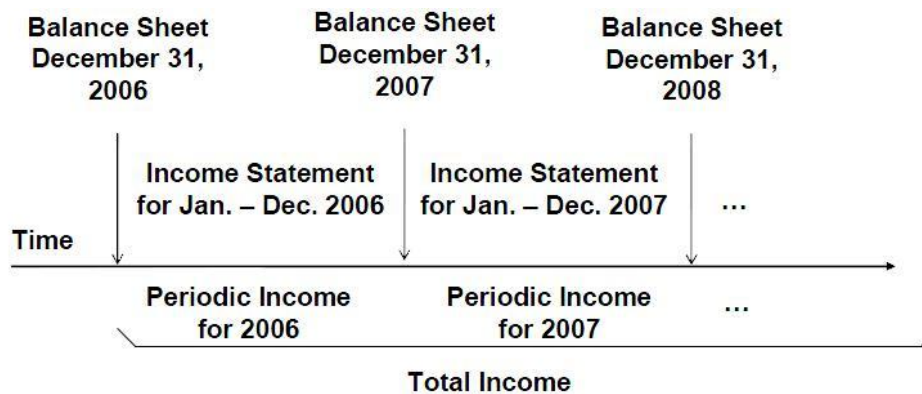 Balance Sheet
December 31,
2006
Balance Sheet
December 31,
2007
Balance Sheet
December 31,
2008
Income Statement
for Jan. – Dec. 2006
Income Statement
for Jan. – Dec. 2007
...
Time
Periodic Income
for 2006
Periodic Income
for 2007
...
Total Income